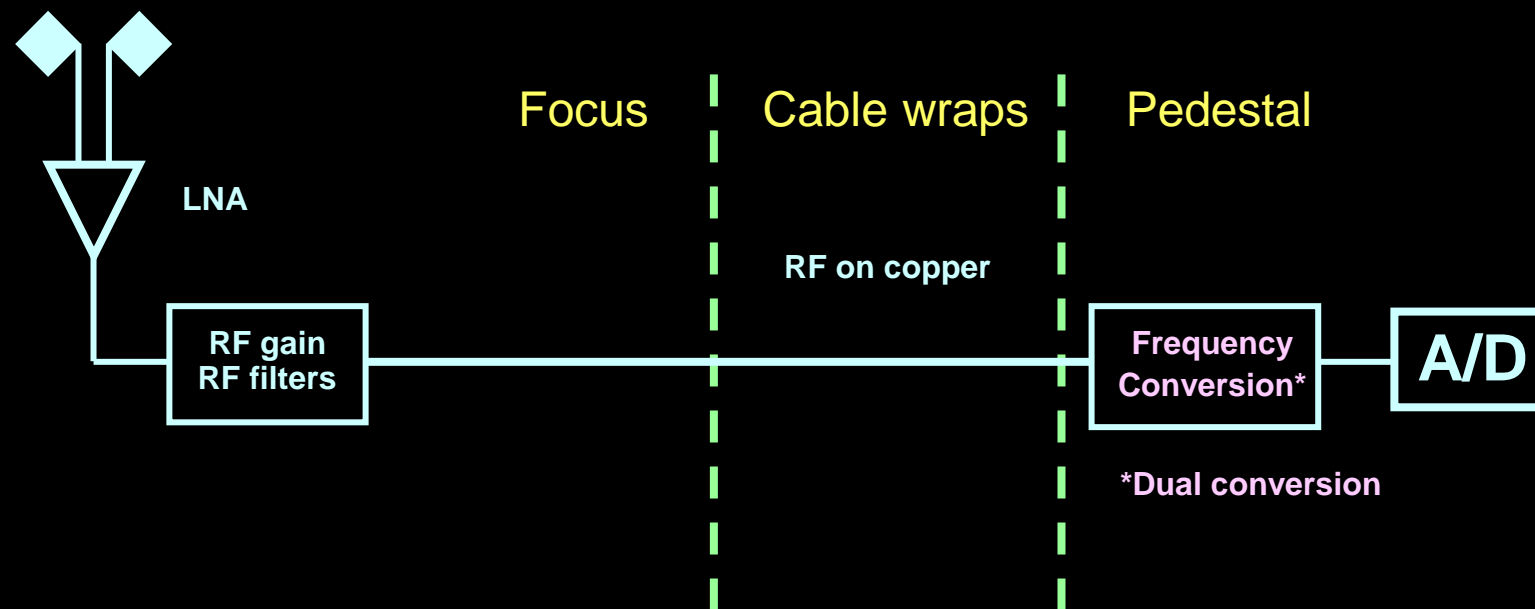 Focus
Cable wraps
Pedestal
LNA
RF on copper
RF gain
RF filters
Frequency
Conversion*
A/D
*Dual conversion